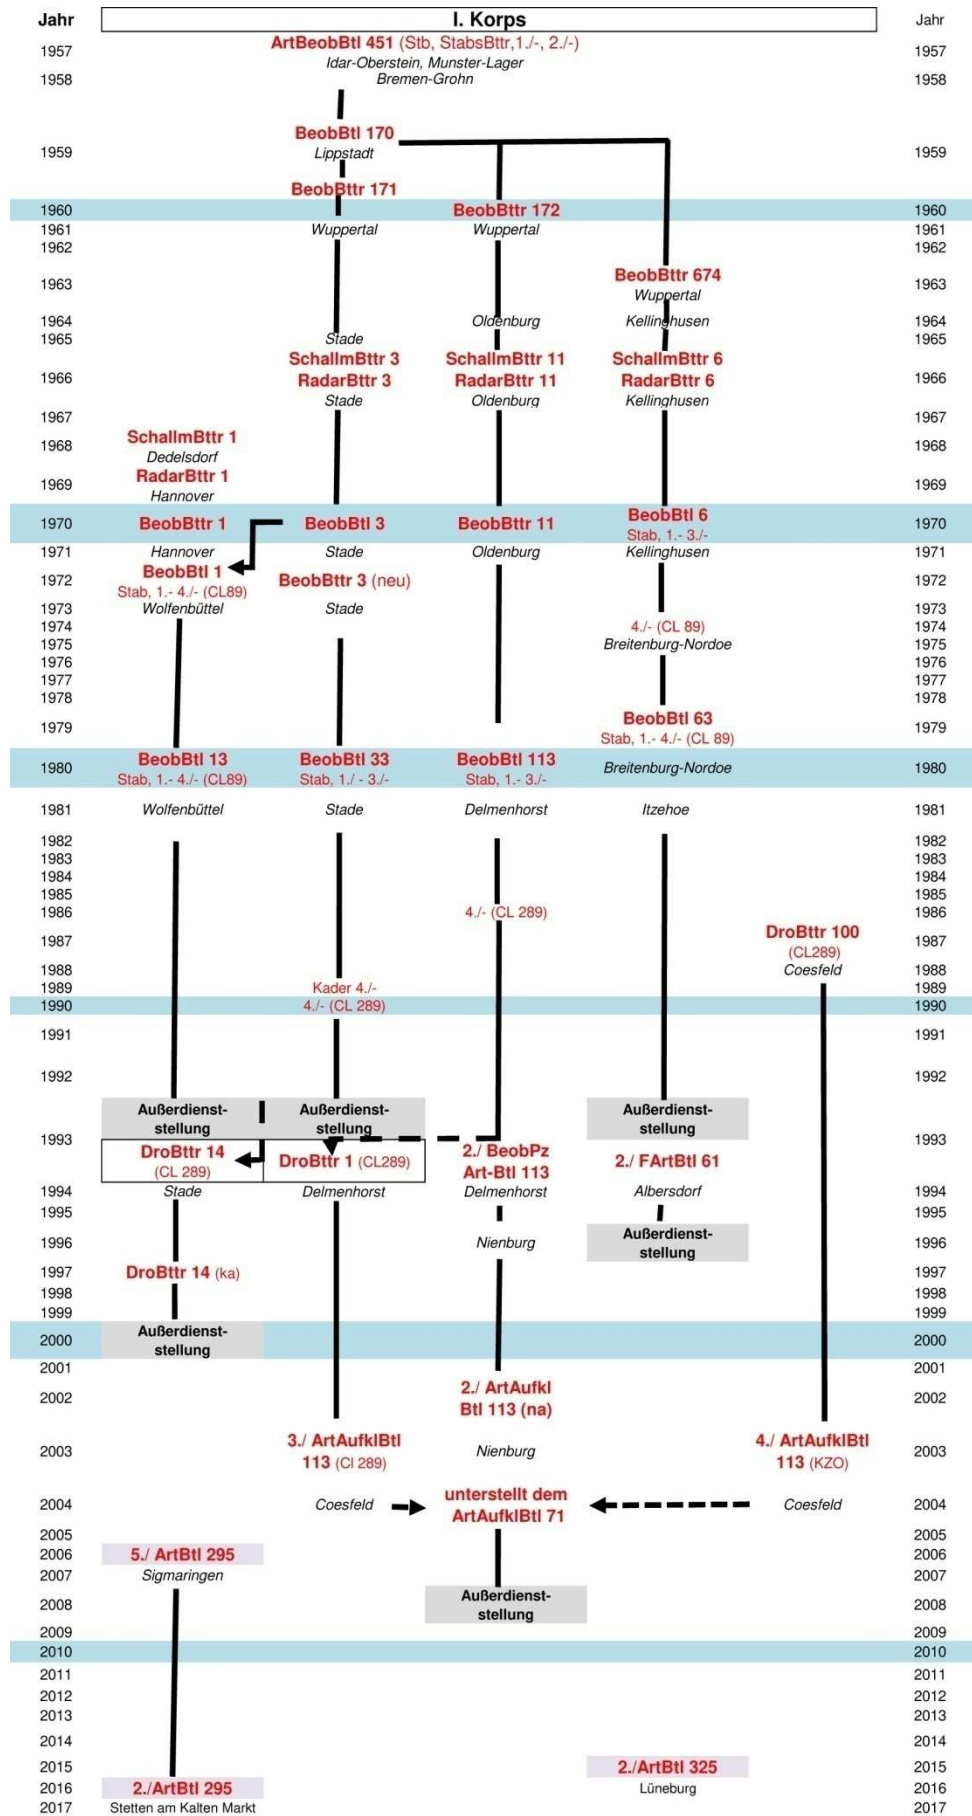 Jahr I. Korps Jahr
1957 ArtBeobBtl 451 (Stb, StabsBttr,1./-, 2./-) 1957
Idar-Oberstein, Munster-Lager
1958 Bremen-Grohn 1958
BeobBtl 170
1959 Lippstadt 1959
BeobBttr 171
1960 BeobBttr 172 1960
1961 Wuppertal Wuppertal 1961
1962 1962
BeobBttr 674
1963 Wuppertal 1963
1964 Oldenburg Kellinghusen 1964
1965 Stade 1965
SchallmBttr 3 SchallmBttr 11 SchallmBttr 6
1966 RadarBttr 3 RadarBttr 11 RadarBttr 6 1966
Stade Oldenburg Kellinghusen
1967 1967
SchallmBttr 1
1968 Dedelsdorf 1968
RadarBttr 1
1969 Hannover 1969
BeobBtl 6
1970 BeobBttr 1 BeobBtl 3 BeobBttr 11 1970
Stab, 1.- 3./-
1971 Hannover Stade Oldenburg Kellinghusen 1971
BeobBtl 1
1972 BeobBttr 3 (neu) 1972
Stab, 1.- 4./- (CL89)
1973 Wolfenbüttel Stade 1973
1974 4./- (CL 89) 1974
1975 Breitenburg-Nordoe 1975
1976 1976
1977 1977
1978 1978
BeobBtl 63
1979 Stab, 1.- 4./- (CL 89) 1979
BeobBtl 13 BeobBtl 33 BeobBtl 113
1980 Breitenburg-Nordoe 1980
Stab, 1.- 4./- (CL89) Stab, 1./ - 3./- Stab, 1.- 3./-
1981 Wolfenbüttel Stade Delmenhorst Itzehoe 1981
1982 1982
1983 1983
1984 1984
1985 1985
1986 4./- (CL 289) 1986
DroBttr 100
1987 (CL289) 1987
1988 Coesfeld 1988
1989 Kader 4./- 1989
1990 4./- (CL 289) 1990
1991 1991
1992 1992
Außerdienst- Außerdienst- Außerdienst-
stellung stellung stellung
1993 1993
DroBttr 14 DroBttr 1 (CL289) 2./ BeobPz 2./ FArtBtl 61
(CL 289) Art-Btl 113
1994 Stade Delmenhorst Delmenhorst Albersdorf 1994
1995 1995
Außerdienst-
1996 Nienburg stellung 1996
1997 DroBttr 14 (ka) 1997
1998 1998
1999 1999
Außerdienst-
2000 stellung 2000
2001 2001
2./ ArtAufkl
2002 Btl 113 (na) 2002
3./ ArtAufklBtl 4./ ArtAufklBtl
2003 113 (Cl 289) Nienburg 113 (KZO) 2003
unterstellt dem
2004 Coesfeld ArtAufklBtl 71 Coesfeld 2004
2005 2005
2006 5./ ArtBtl 295 2006
2007 Sigmaringen 2007
Außerdienst-
2008 stellung 2008
2009 2009
2010 2010
2011 2011
2012 2012
2013 2013
2014 2014
2015 2./ArtBtl 325 2015
2016 2./ArtBtl 295 Lüneburg 2016
2017 Stetten am Kalten Markt 2017